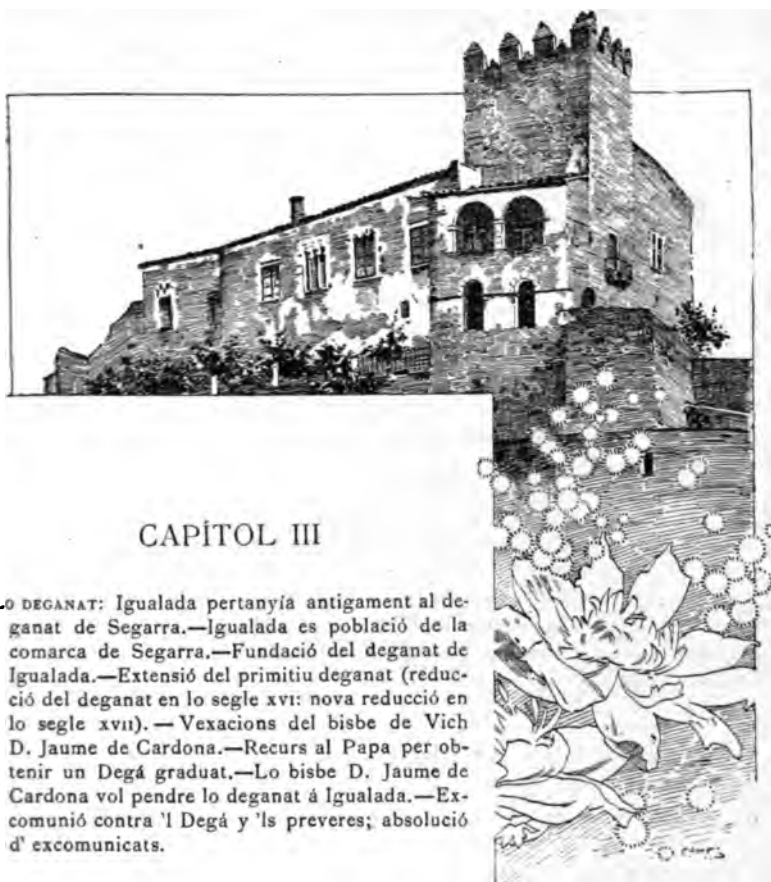 CAPÍTOL III
LO DEGANAT: Igualada pertanyía antigament al de-
ganat de Segarra.—Igualada es població de la
comarca de Segarra.—Fundació del deganat de
Igualada.—Extensió del primitiu deganat (reduc-
ció del deganat en lo segle XVI: nova reducció en
lo segle XVII).—Vexacions del bisbe de Vich
D. Jaume de Cardona.—Recurs al Papa per ob-
tenir un Degá graduat.—Lo bisbe D. Jaume de
Cardona vol pendre lo deganat á Igualada.—Ex-
comunió contra 'l Degá y 'ls preveres; absolució
d' excomunicats.